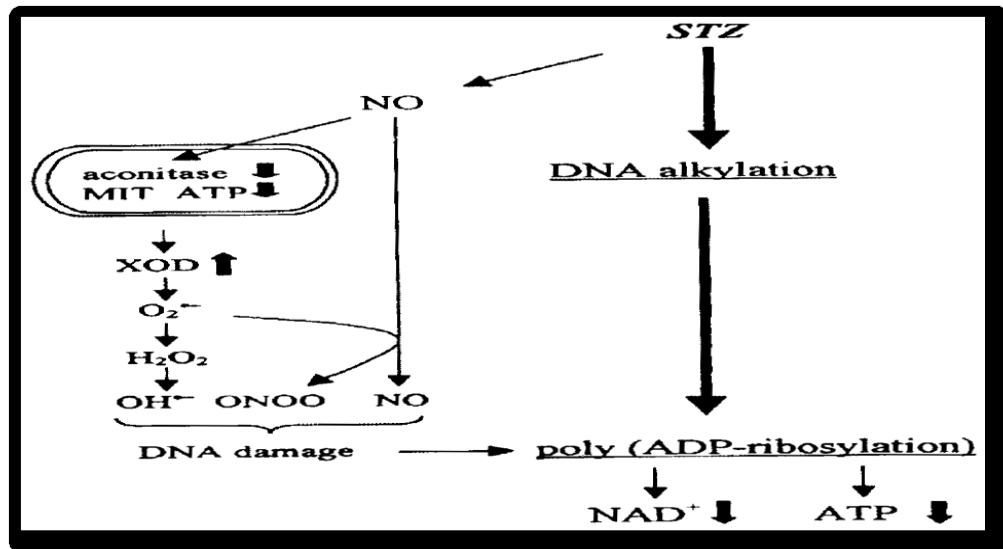 STZ
NO
aconitase
DNA alkylation
MIT ATP
XOD
O₂•−
H₂O₂
OH•− ONOO NO
DNA damage
poly (ADP-ribosylation)
NAD⁺ ATP